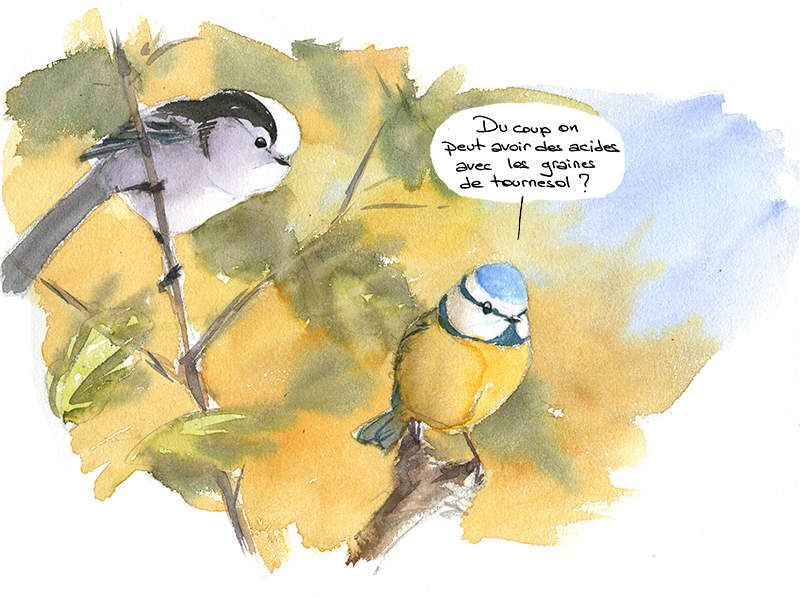 Du coup on
peut avoir des acides
avec les graines
de tournesol ?